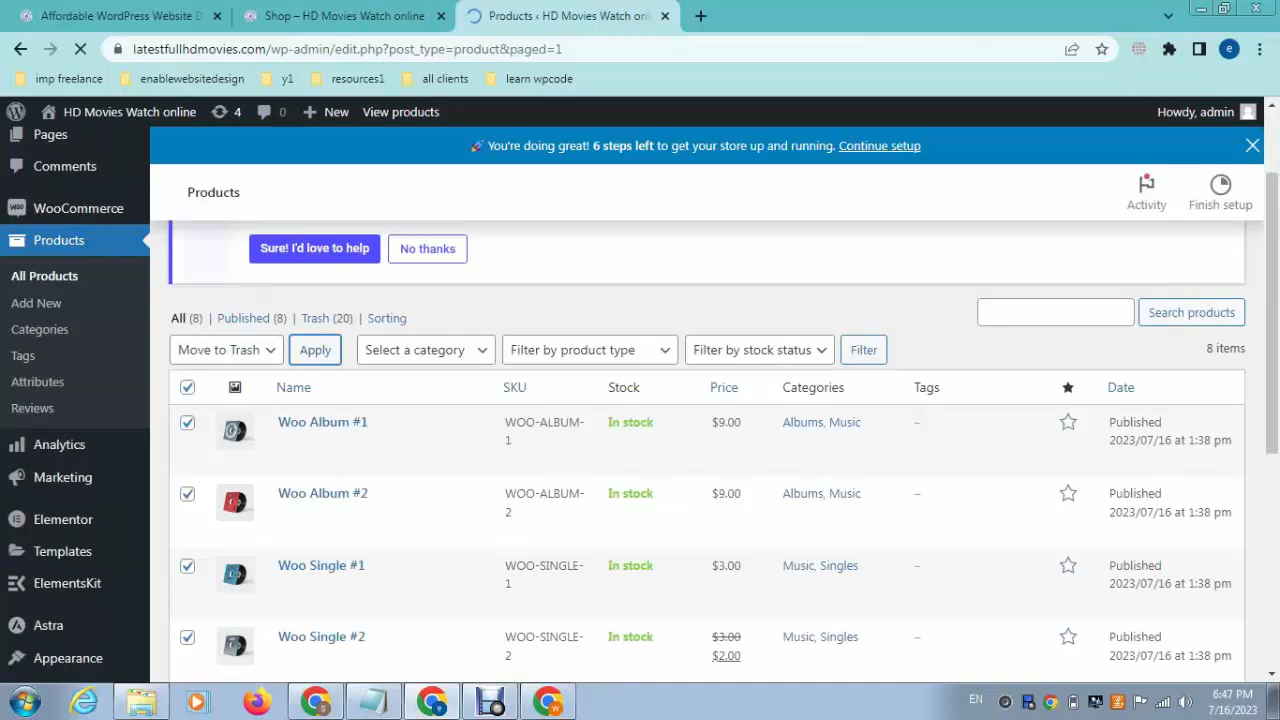 Affordable WordPress Website D
Shop – HD Movies Watch online
Products ‹ HD Movies Watch on
latestfullhdmovies.com/wp-admin/edit.php?post_type=product&paged=1
e
imp freelance
enablewebsitedesign
y1
resources1
all clients
learn wpcode
HD Movies Watch online
4
0
New
View products
Howdy, admin
Pages
Comments
WooCommerce
Products
All Products
Add New
Categories
Tags
Attributes
Reviews
Analytics
Marketing
Elementor
Templates
ElementsKit
Astra
Appearance
You're doing great! 6 steps left to get your store up and running. Continue setup
Products
Activity
Finish setup
Sure! I'd love to help
No thanks
All (8) | Published (8) | Trash (20) | Sorting
Search products
Move to Trash
Apply
Select a category
Filter by product type
Filter by stock status
Filter
8 items
Name SKU Stock Price Categories Tags Date
Woo Album #1 WOO-ALBUM- In stock $9.00 Albums, Music – Published
1 2023/07/16 at 1:38 pm
Woo Album #2 WOO-ALBUM- In stock $9.00 Albums, Music – Published
2 2023/07/16 at 1:38 pm
Woo Single #1 WOO-SINGLE- In stock $3.00 Music, Singles – Published
1 2023/07/16 at 1:38 pm
Woo Single #2 WOO-SINGLE- In stock $3.00 Music, Singles – Published
2 $2.00 2023/07/16 at 1:38 pm
EN
6:47 PM
7/16/2023